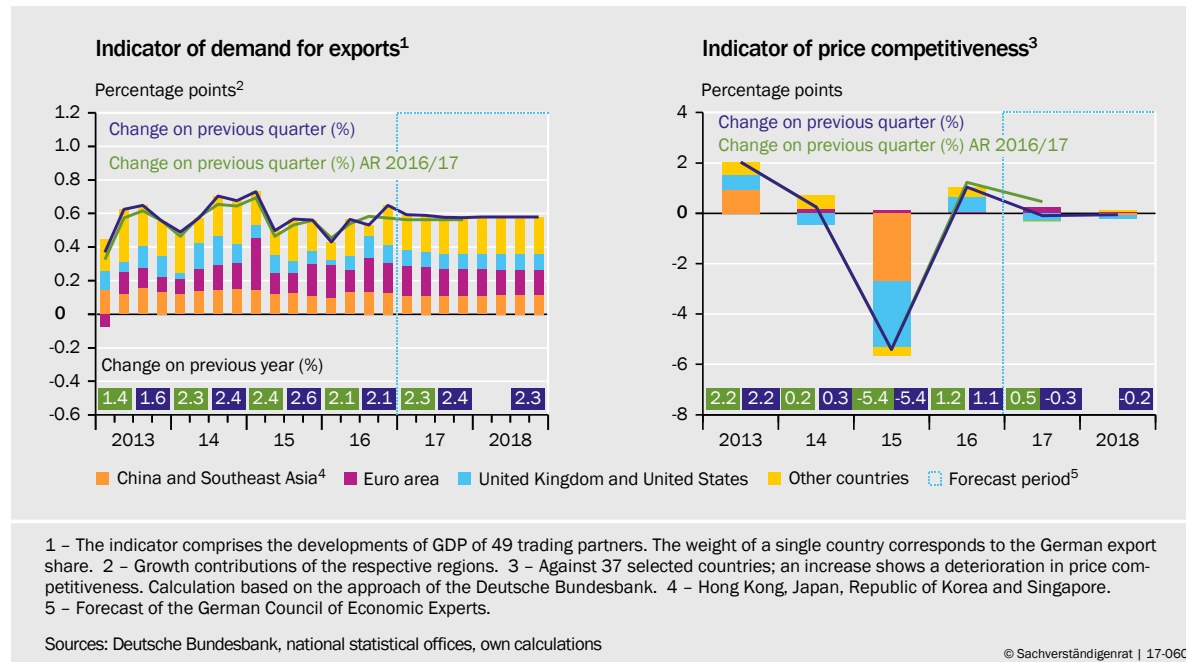 Indicator of demand for exports1
Percentage points2
1.2
1.0
0.8
0.6
0.4
0.2
0
-0.2
-0.4
-0.6
Change on previous quarter (%)
Change on previous quarter (%) AR 2016/17
Change on previous year (%)
1.4 1.6 2.3 2.4 2.4 2.6 2.1 2.1 2.3 2.4 2.3
2013 14 15 16 17 2018
Indicator of price competitiveness3
Percentage points
4
2
0
-2
-4
-6
-8
Change on previous quarter (%)
Change on previous quarter (%) AR 2016/17
2.2 2.2 0.2 0.3 -5.4 -5.4 1.2 1.1 0.5 -0.3 -0.2
2013 14 15 16 17 2018
China and Southeast Asia4 Euro area United Kingdom and United States Other countries Forecast period5
1 – The indicator comprises the developments of GDP of 49 trading partners. The weight of a single country corresponds to the German export
share. 2 – Growth contributions of the respective regions. 3 – Against 37 selected countries; an increase shows a deterioration in price com-
petitiveness. Calculation based on the approach of the Deutsche Bundesbank. 4 – Hong Kong, Japan, Republic of Korea and Singapore.
5 – Forecast of the German Council of Economic Experts.
Sources: Deutsche Bundesbank, national statistical offices, own calculations
© Sachverständigenrat | 17-060